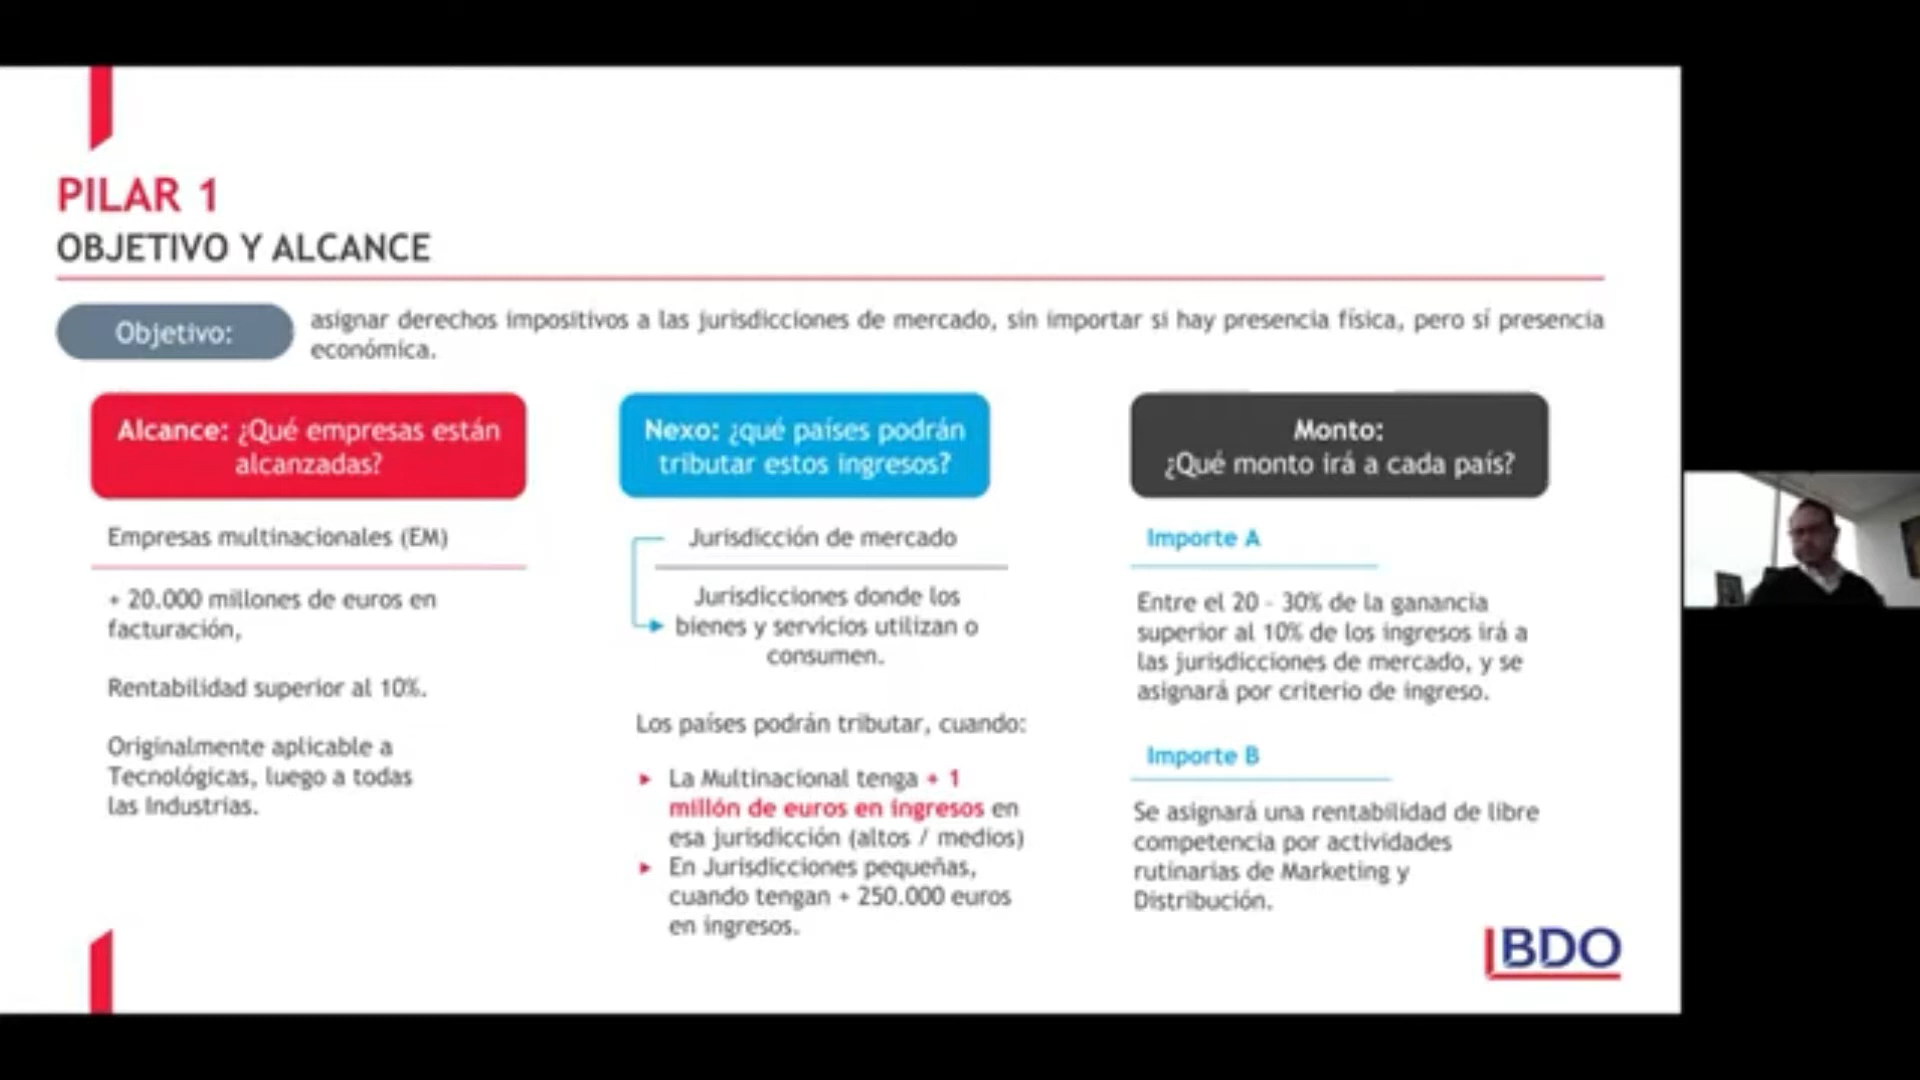 PILAR 1
OBJETIVO Y ALCANCE
Objetivo:
asignar derechos impositivos a las jurisdicciones de mercado, sin importar si hay presencia física, pero sí presencia
económica.
Alcance: ¿Qué empresas están
alcanzadas?
Empresas multinacionales (EM)
+ 20.000 millones de euros en
facturación,
Rentabilidad superior al 10%.
Originalmente aplicable a
Tecnológicas, luego a todas
las Industrias.
Nexo: ¿qué países podrán
tributar estos ingresos?
Jurisdicción de mercado
Jurisdicciones donde los
bienes y servicios utilizan o
consumen.
Los países podrán tributar, cuando:
La Multinacional tenga + 1
millón de euros en ingresos en
esa jurisdicción (altos / medios)
En Jurisdicciones pequeñas,
cuando tengan + 250.000 euros
en ingresos.
Monto:
¿Qué monto irá a cada país?
Importe A
Entre el 20 - 30% de la ganancia
superior al 10% de los ingresos irá a
las jurisdicciones de mercado, y se
asignará por criterio de ingreso.
Importe B
Se asignará una rentabilidad de libre
competencia por actividades
rutinarias de Marketing y
Distribución.
BDO